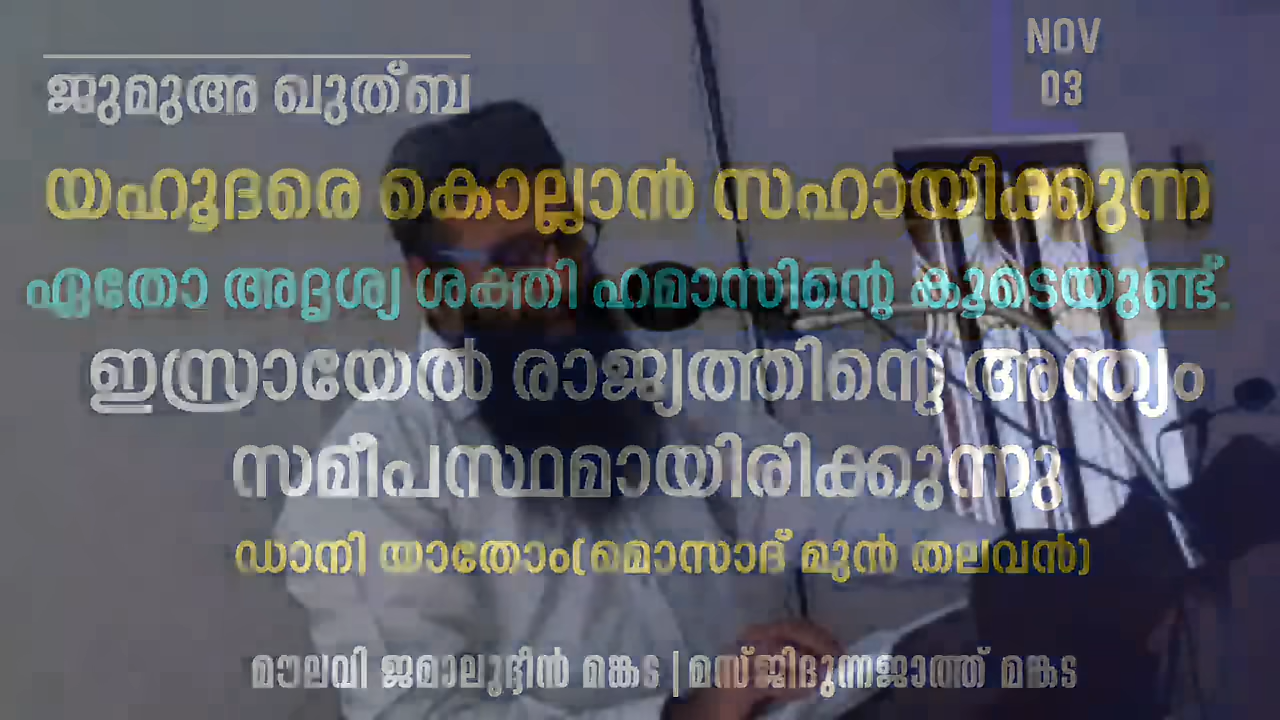 NOV
03
ജുമുഅ ഖുത്ബ
യഹൂദരെ കൊല്ലാൻ സഹായിക്കുന്ന
ഏതോ അദൃശ്യ ശക്തി ഹമാസിന്റെ കൂടെയുണ്ട്.
ഇസ്രായേൽ രാജ്യത്തിന്റെ അന്ത്യം
സമീപസ്ഥമായിരിക്കുന്നു
ഡാനി യാതോം(മൊസാദ് മുൻ തലവൻ)
മൗലവി ജമാലുദ്ദീൻ മങ്കട | മസ്ജിദുന്നജാത്ത് മങ്കട